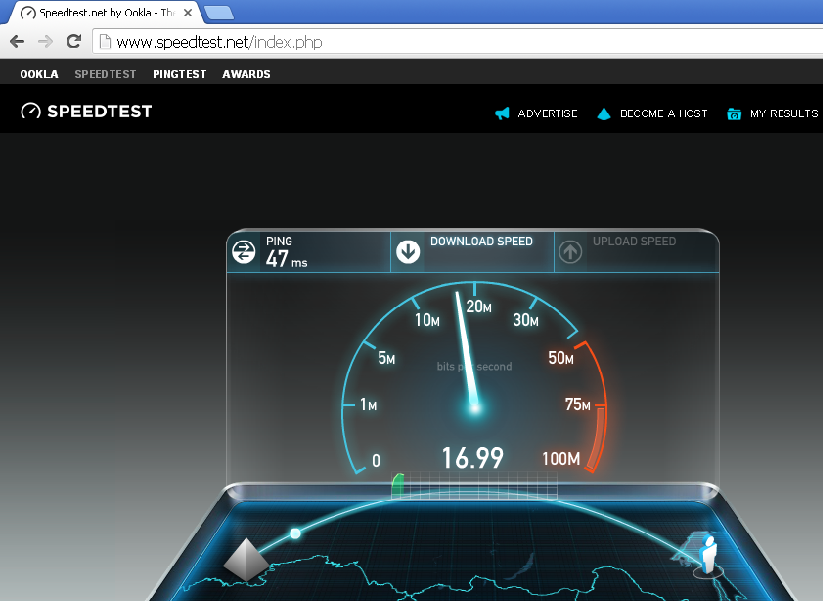 Speedtest.net by Ookla - The
www.speedtest.net/index.php
OOKLA SPEEDTEST PINGTEST AWARDS
SPEEDTEST
ADVERTISE BECOME A HOST MY RESULTS
PING
47 ms
DOWNLOAD SPEED
UPLOAD SPEED
10M
20M
30M
5M
50M
bits per second
1M
75M
0
16.99
100M